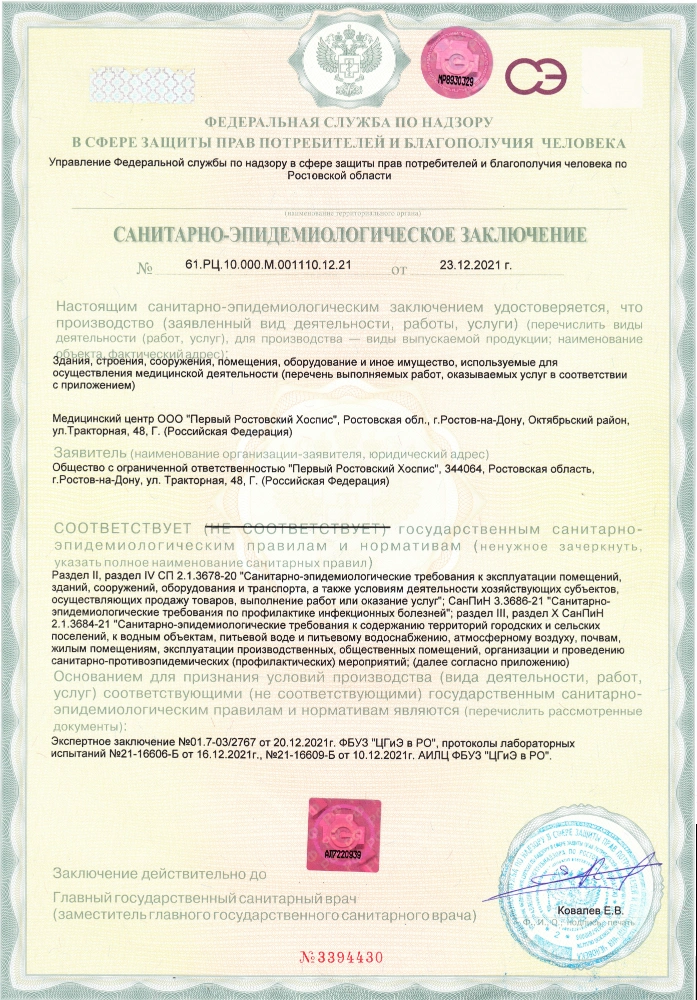 МР8930329
СЭ
ФЕДЕРАЛЬНАЯ СЛУЖБА ПО НАДЗОРУ
В СФЕРЕ ЗАЩИТЫ ПРАВ ПОТРЕБИТЕЛЕЙ И БЛАГОПОЛУЧИЯ ЧЕЛОВЕКА
Управление Федеральной службы по надзору в сфере защиты прав потребителей и благополучия человека по
Ростовской области
(наименование территориального органа)
САНИТАРНО-ЭПИДЕМИОЛОГИЧЕСКОЕ ЗАКЛЮЧЕНИЕ
№ 61.РЦ.10.000.М.001110.12.21 от 23.12.2021 г.
Настоящим санитарно-эпидемиологическим заключением удостоверяется, что
производство (заявленный вид деятельности, работы, услуги) (перечислить виды
деятельности (работ, услуг), для производства — виды выпускаемой продукции; наименование
объекта, фактический адрес):
Здания, строения, сооружения, помещения, оборудование и иное имущество, используемые для
осуществления медицинской деятельности (перечень выполняемых работ, оказываемых услуг в соответствии
с приложением)
Медицинский центр ООО "Первый Ростовский Хоспис", Ростовская обл., г.Ростов-на-Дону, Октябрьский район,
ул.Тракторная, 48, Г. (Российская Федерация)
Заявитель (наименование организации-заявителя, юридический адрес)
Общество с ограниченной ответственностью "Первый Ростовский Хоспис", 344064, Ростовская область,
г.Ростов-на-Дону, ул. Тракторная, 48, Г. (Российская Федерация)
СООТВЕТСТВУЕТ (НЕ СООТВЕТСТВУЕТ) государственным санитарно-
эпидемиологическим правилам и нормативам (ненужное зачеркнуть,
указать полное наименование санитарных правил)
Раздел II, раздел IV СП 2.1.3678-20 "Санитарно-эпидемиологические требования к эксплуатации помещений,
зданий, сооружений, оборудования и транспорта, а также условиям деятельности хозяйствующих субъектов,
осуществляющих продажу товаров, выполнение работ или оказание услуг"; СанПиН 3.3686-21 "Санитарно-
эпидемиологические требования по профилактике инфекционных болезней"; раздел III, раздел X СанПиН
2.1.3684-21 "Санитарно-эпидемиологические требования к содержанию территорий городских и сельских
поселений, к водным объектам, питьевой воде и питьевому водоснабжению, атмосферному воздуху, почвам,
жилым помещениям, эксплуатации производственных, общественных помещений, организации и проведению
санитарно-противоэпидемических (профилактических) мероприятий; (далее согласно приложению)
Основанием для признания условий производства (вида деятельности, работ,
услуг) соответствующими (не соответствующими) государственным санитарно-
эпидемиологическим правилам и нормативам являются (перечислить рассмотренные
документы):
Экспертное заключение №01.7-03/2767 от 20.12.2021г. ФБУЗ "ЦГиЭ в РО", протоколы лабораторных
испытаний №21-16606-Б от 16.12.2021г., №21-16609-Б от 10.12.2021г. АИЛЦ ФБУЗ "ЦГиЭ в РО".
Заключение действительно до
Главный государственный санитарный врач
(заместитель главного государственного санитарного врача)
Ковалев Е.В.
Ф. И. О., подпись, печать
№3394430